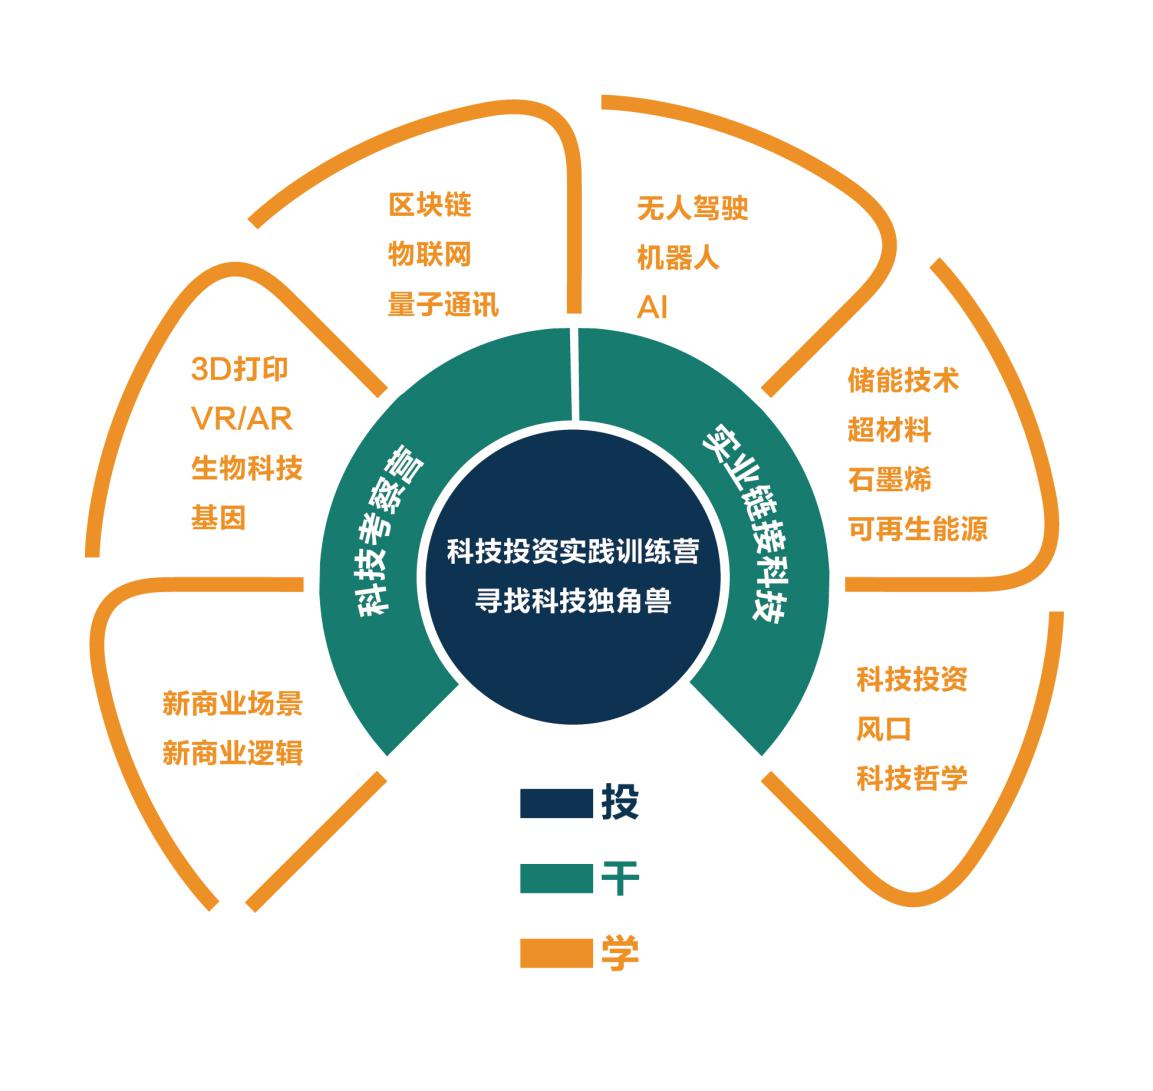 区块链
物联网
量子通讯
无人驾驶
机器人
AI
3D打印
VR/AR
生物科技
基因
储能技术
超材料
石墨烯
可再生能源
科技考察营
实业链接科技
科技投资实践训练营
寻找科技独角兽
新商业场景
新商业逻辑
科技投资
风口
科技哲学
投
干
学